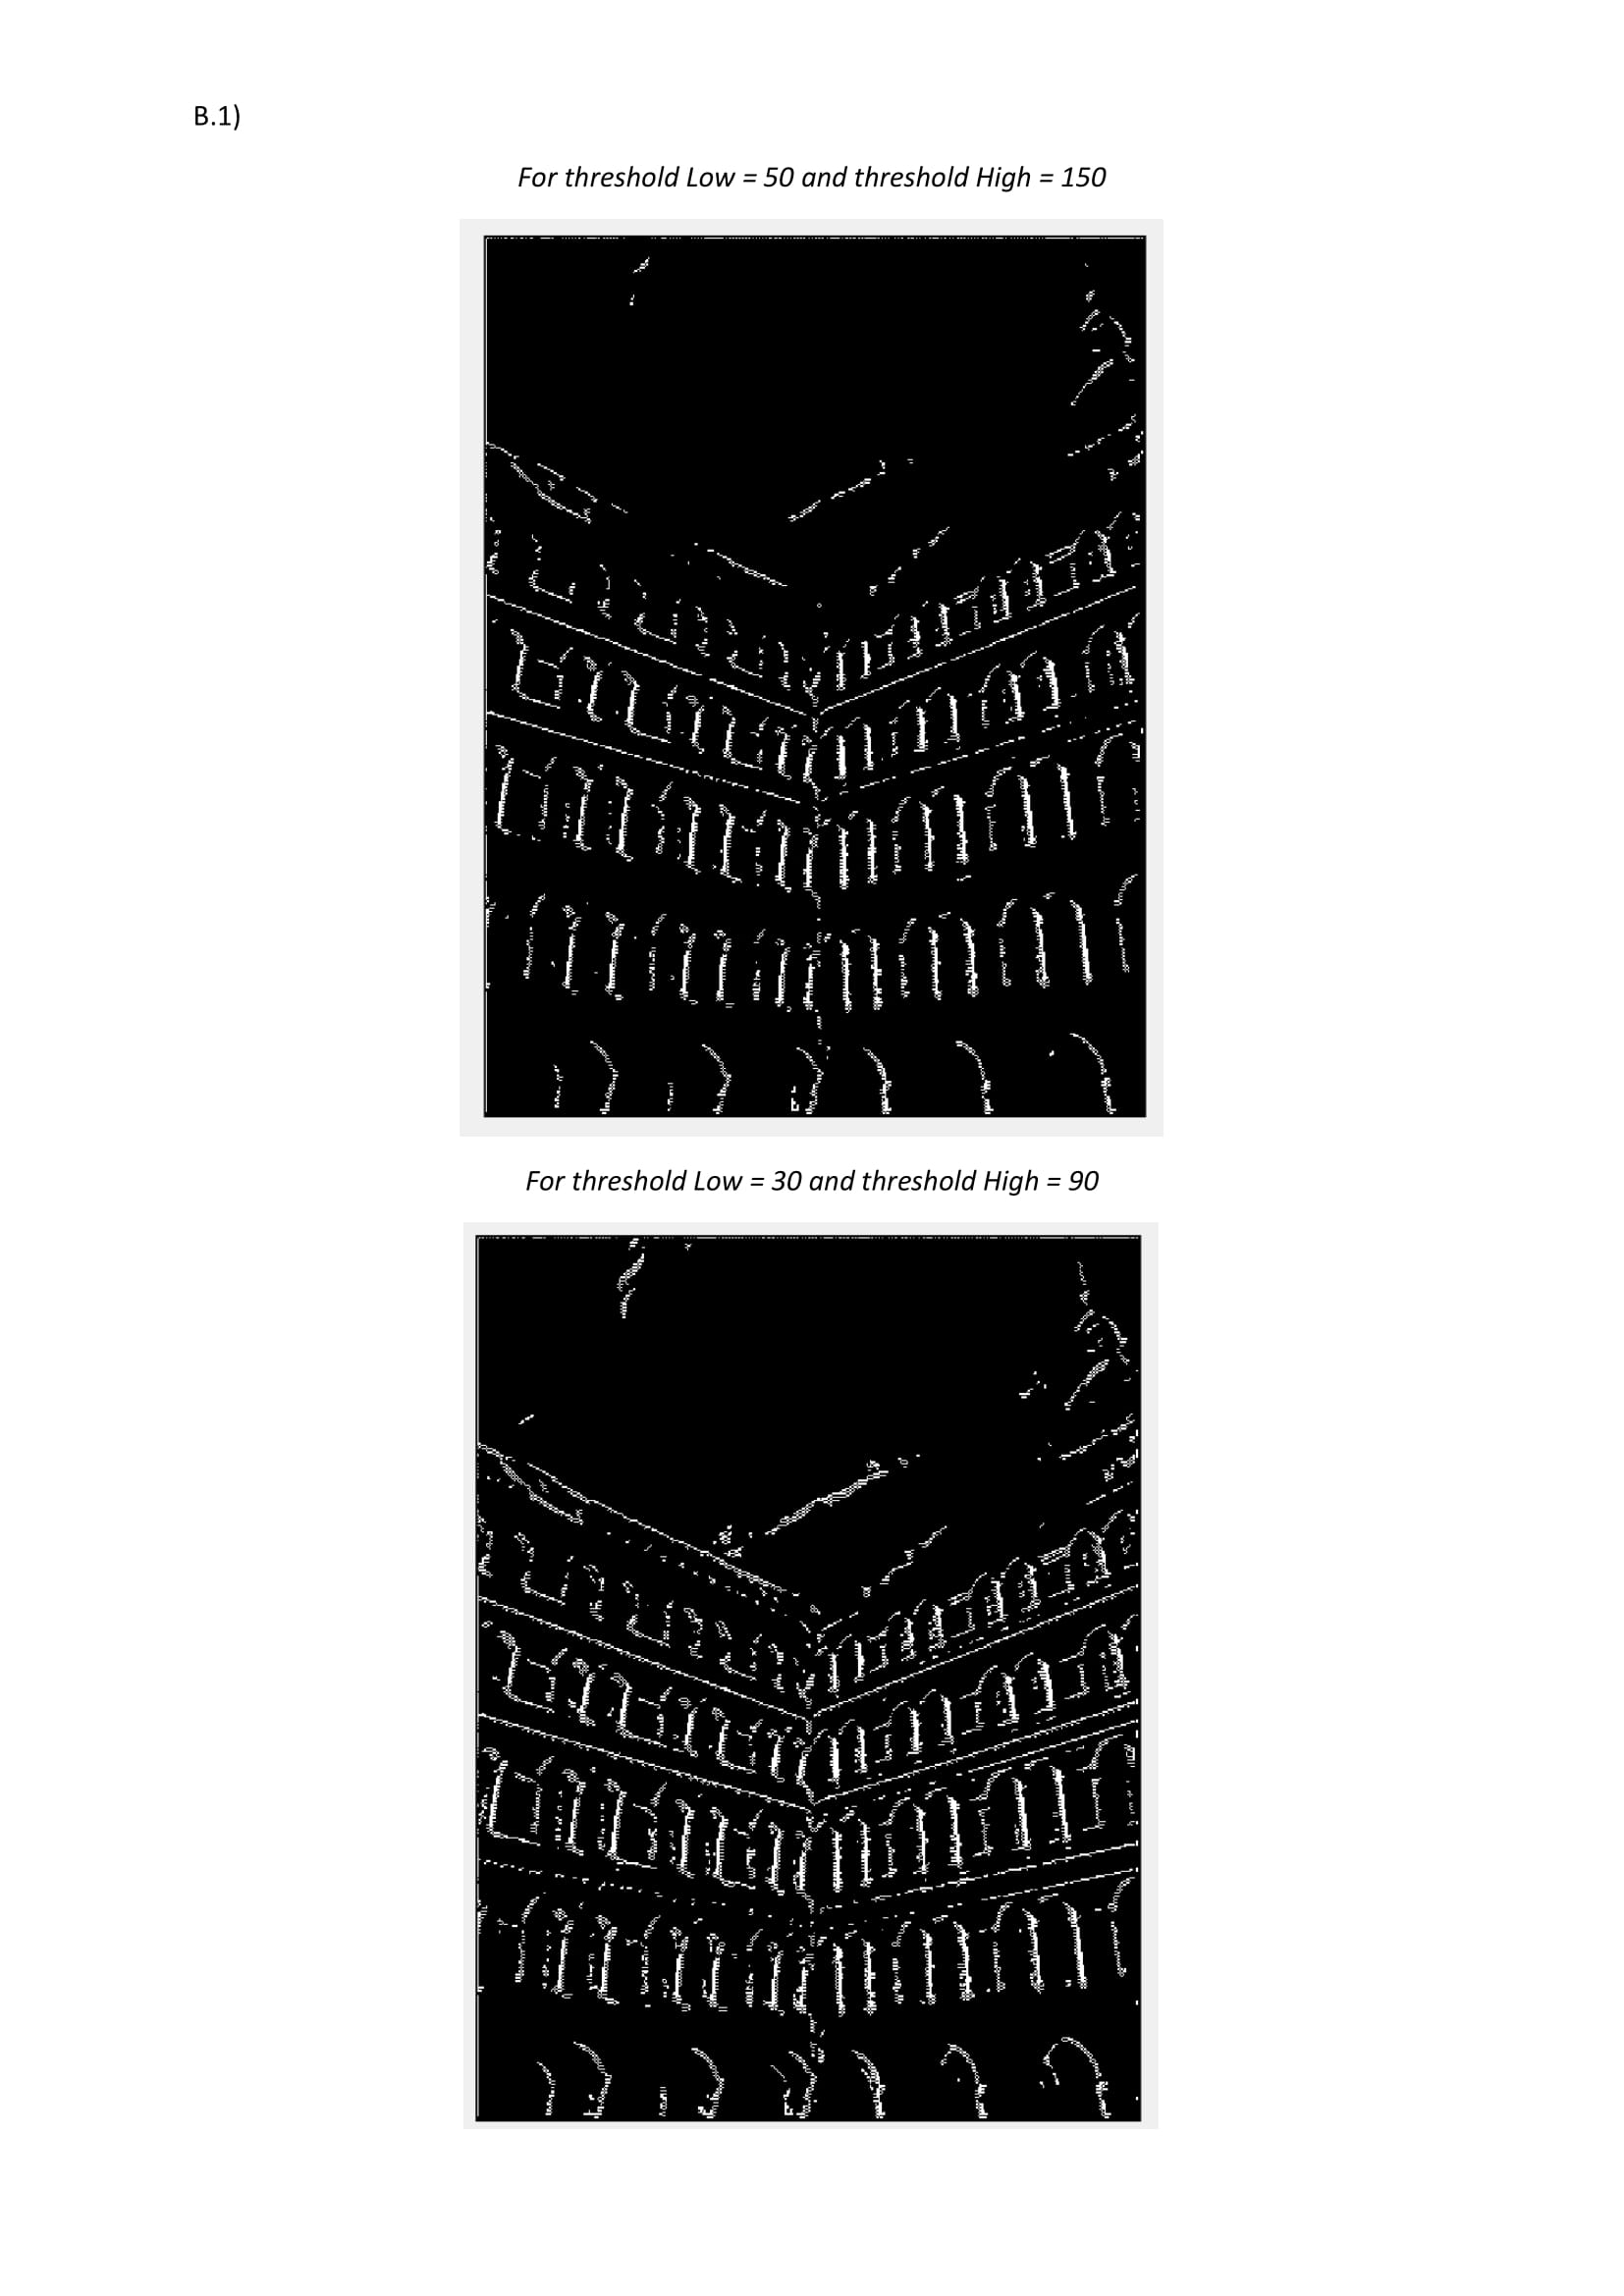 B.1)
For threshold Low = 50 and threshold High = 150
For threshold Low = 30 and threshold High = 90